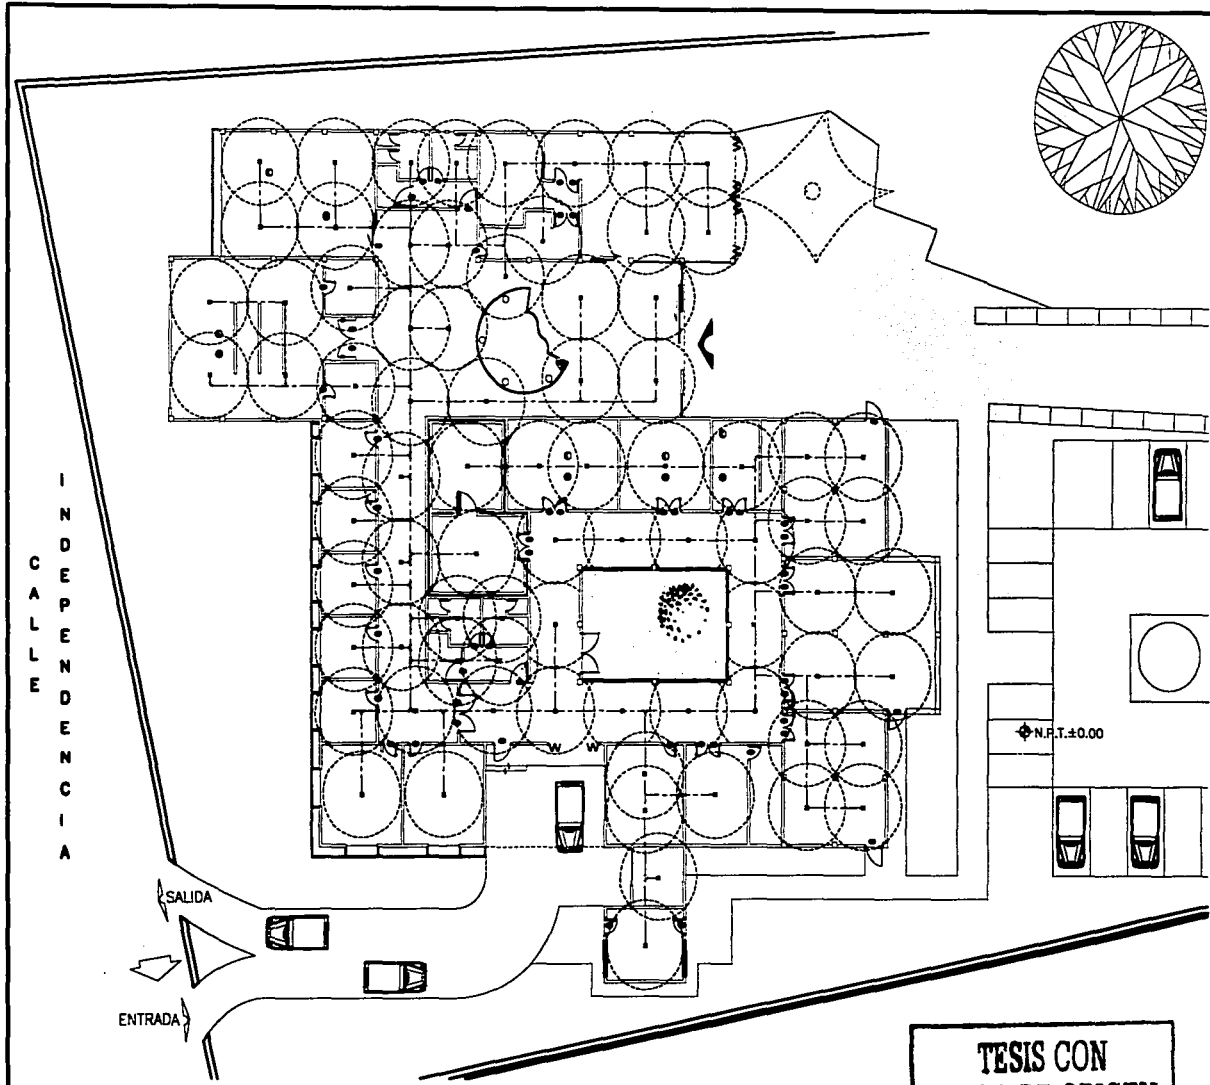 CALLE
INDEPENDENCIA
N.P.T.±0.00
SALIDA
ENTRADA
TESIS CON